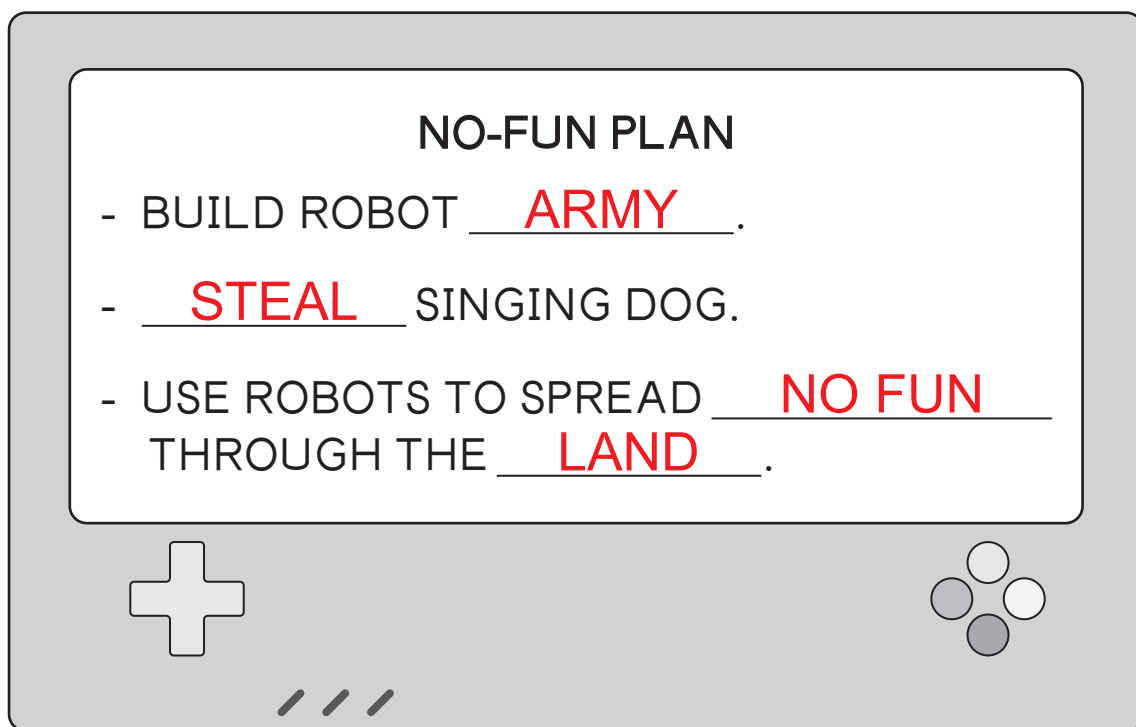 NO-FUN PLAN
- BUILD ROBOT ARMY.
- STEAL SINGING DOG.
- USE ROBOTS TO SPREAD NO FUN
THROUGH THE LAND.